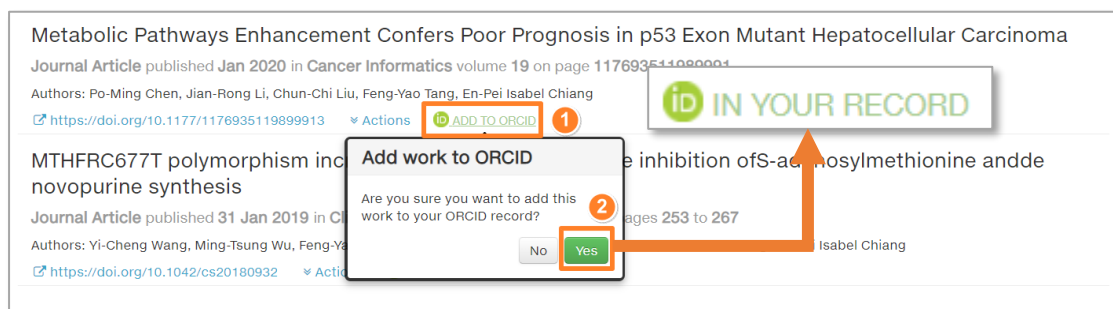 Metabolic Pathways Enhancement Confers Poor Prognosis in p53 Exon Mutant Hepatocellular Carcinoma
Journal Article published Jan 2020 in Cancer Informatics volume 19 on page
Authors: Po-Ming Chen, Jian-Rong Li, Chun-Chi Liu, Feng-Yao Tang, En-Pei Isabel Chiang
https://doi.org/10.1177/1176935119899913 Actions iD ADD TO ORCID 1
iD IN YOUR RECORD
MTHFRC677T polymorphism inhibition ofS-adenosylmethionine andde
novopurine synthesis
Journal Article published 31 Jan 2019 in 253 to 267
Authors: Yi-Cheng Wang, Ming-Tsung Wu, Isabel Chiang
https://doi.org/10.1042/cs20180932
Add work to ORCID
Are you sure you want to add this
work to your ORCID record?
2
No Yes